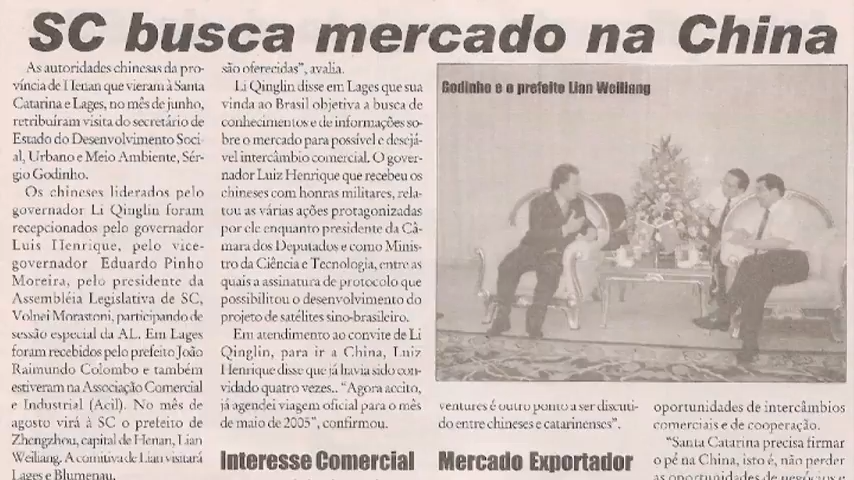 SC busca mercado na China
As autoridades chinesas da pro-
víncia de Henan que vieram à Santa
Catarina e Lages, no mês de junho,
retribuíram visita do secretário de
Estado do Desenvolvimento Soci-
al, Urbano e Meio Ambiente, Sér-
gio Godinho.
Os chineses liderados pelo
governador Li Qinglin foram
recepcionados pelo governador
Luis Henrique, pelo vice-
governador Eduardo Pinho
Moreira, pelo presidente da
Assembléia Legislativa de SC,
Volnei Morastoni, participando de
sessão especial da AL. Em Lages
foram recebidos pelo prefeito João
Raimundo Colombo e também
estiveram na Associação Comercial
e Industrial (Acil). No mês de
agosto virá à SC o prefeito de
Zhengzhou, capital de Henan, Lian
Weiliang. A comitiva de Lian visitará
Lages e Blumenau.
são oferecidas", avalia.
Li Qinglin disse em Lages que sua
vinda ao Brasil objetiva a busca de
conhecimentos e de informações so-
bre o mercado para possível e desejá-
vel intercâmbio comercial. O gover-
nador Luiz Henrique que recebeu os
chineses com honras militares, rela-
tou as várias ações protagonizadas
por ele enquanto presidente da Câ-
mara dos Deputados e como Minis-
tro da Ciência e Tecnologia, entre as
quais a assinatura de protocolo que
possibilitou o desenvolvimento do
projeto de satélites sino-brasileiro.
Em atendimento ao convite de Li
Qinglin, para ir a China, Luiz
Henrique disse que já havia sido con-
vidado quatro vezes.. "Agora aceito,
já agendei viagem oficial para o mês
de maio de 2005", confirmou.
Interesse Comercial
Godinho e o prefeito Lian Weiliang
ventures é outro ponto a ser discuti-
do entre chineses e catarinenses".
Mercado Exportador
oportunidades de intercâmbios
comerciais e de cooperação.
"Santa Catarina precisa firmar
o pé na China, isto é, não perder
as oportunidades de negócios e